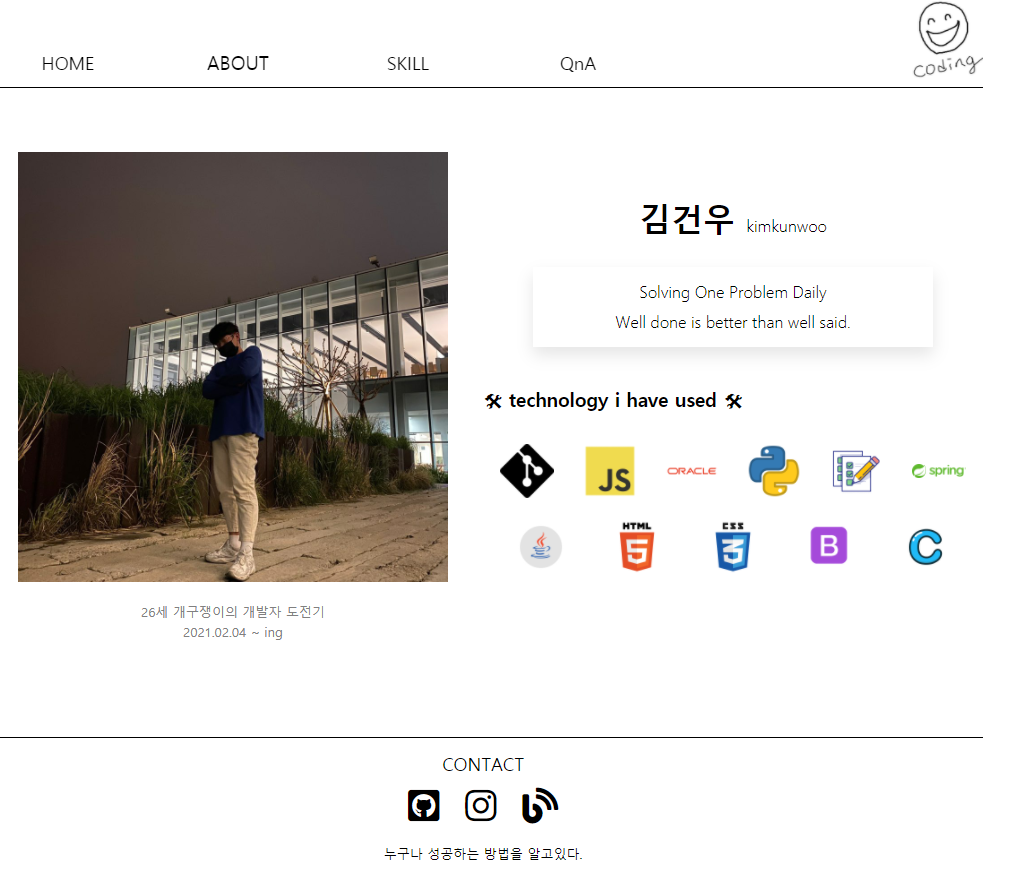 HOME ABOUT SKILL QnA
coding
김건우 kimkunwoo
Solving One Problem Daily
Well done is better than well said.
🛠 technology i have used 🛠
JS ORACLE spring
HTML 5 CSS 3 B C
26세 개구쟁이의 개발자 도전기
2021.02.04 ~ ing
CONTACT
누구나 성공하는 방법을 알고있다.